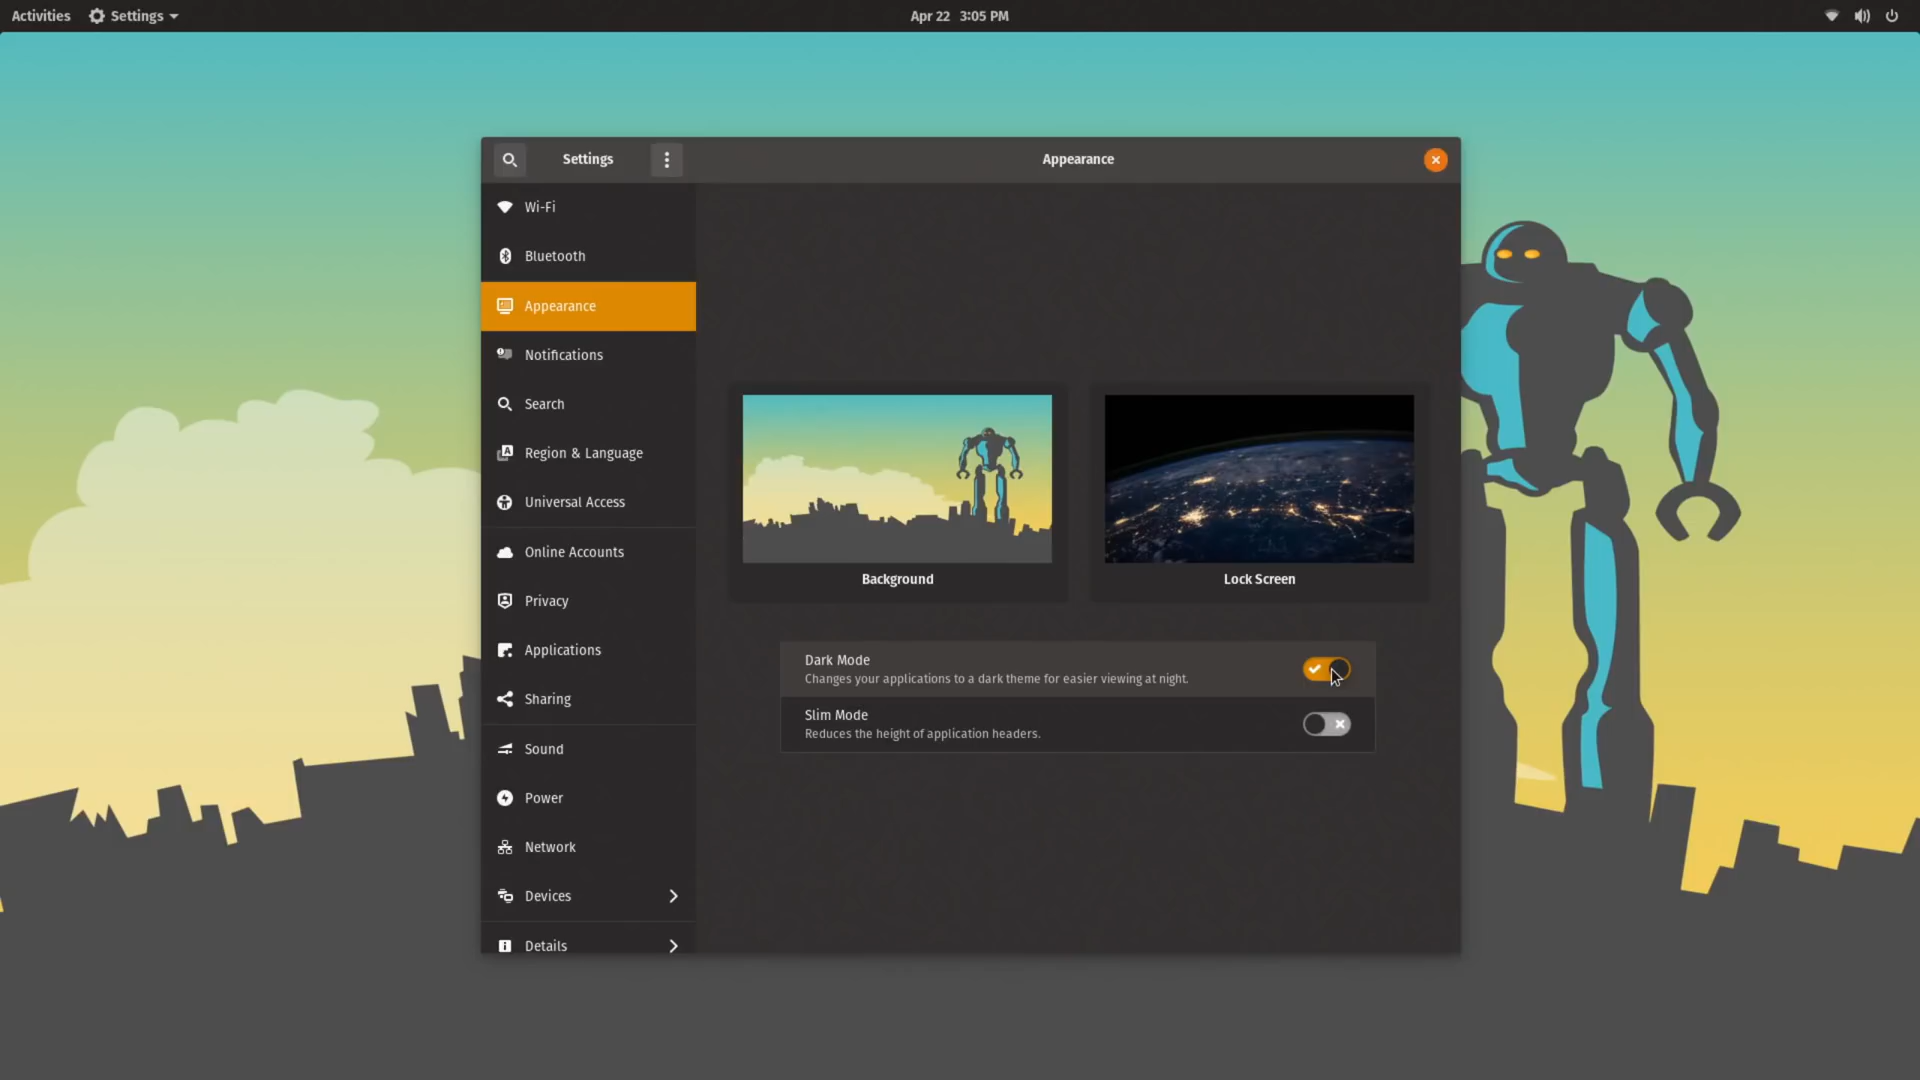 Activities
Settings
Apr 22 3:05 PM
Settings
Appearance
Wi-Fi
Bluetooth
Appearance
Notifications
Search
Region & Language
Universal Access
Online Accounts
Privacy
Applications
Sharing
Sound
Power
Network
Devices
Details
Background
Lock Screen
Dark Mode
Changes your applications to a dark theme for easier viewing at night.
Slim Mode
Reduces the height of application headers.